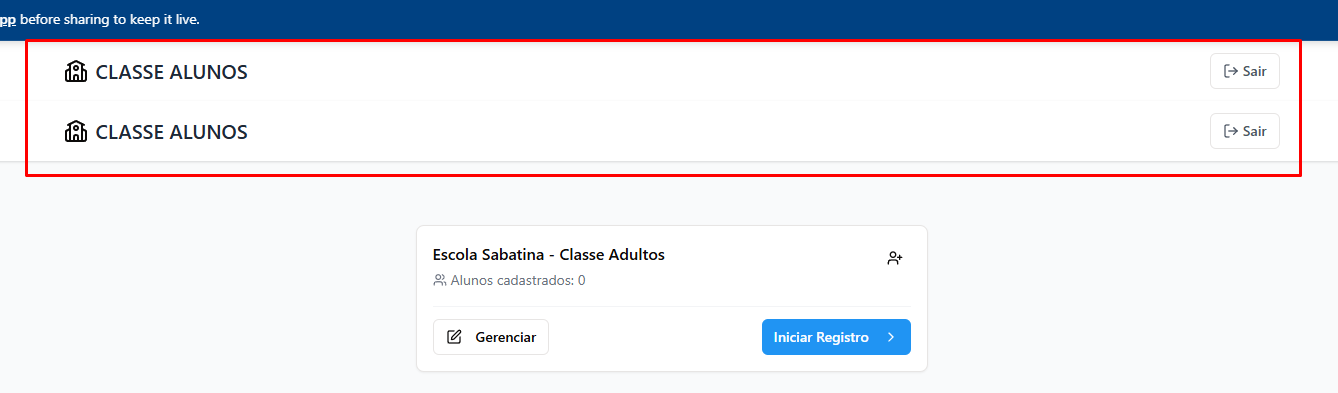 pp before sharing to keep it live.
CLASSE ALUNOS
Sair
CLASSE ALUNOS
Sair
Escola Sabatina - Classe Adultos
Alunos cadastrados: 0
Gerenciar
Iniciar Registro